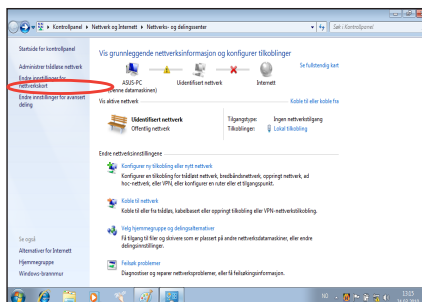 Kontrollpanel ▸ Nettverk og Internett ▸ Nettverks- og delingssenter
Søk i Kontrollpanel
Startside for kontrollpanel
Administrer trådløse nettverk
Endre innstillinger for
nettverkskort
Endre innstillinger for avansert
deling
Vis grunnleggende nettverksinformasjon og konfigurer tilkoblinger
Se fullstendig kart
ASUS-PC
(denne datamaskinen)
Uidentifisert nettverk
Internett
Vis aktive nettverk
Koble til eller koble fra
Uidentifisert nettverk
Offentlig nettverk
Tilgangstype: Ingen nettverkstilgang
Tilkoblinger: Lokal tilkobling
Endre nettverksinnstillingene
Konfigurer ny tilkobling eller nytt nettverk
Konfigurer en tilkobling for trådløst nettverk, bredbåndsnettverk, oppringt nettverk, ad
hoc-nettverk, eller VPN, eller konfigurer en ruter eller et tilgangspunkt.
Koble til nettverk
Koble til eller fra trådløs, kabelbasert eller oppringt tilkobling eller VPN-nettverkstilkobling.
Velg hjemmegruppe og delingsalternativer
Få tilgang til filer og skrivere som er plassert på andre nettverksdatamaskiner, eller endre
delingsinnstillinger.
Feilsøk problemer
Diagnostiser og reparer nettverksproblemer, eller få feilsøkingsinformasjon.
Se også
Alternativer for Internett
Hjemmegruppe
Windows-brannmur
NO
13:15